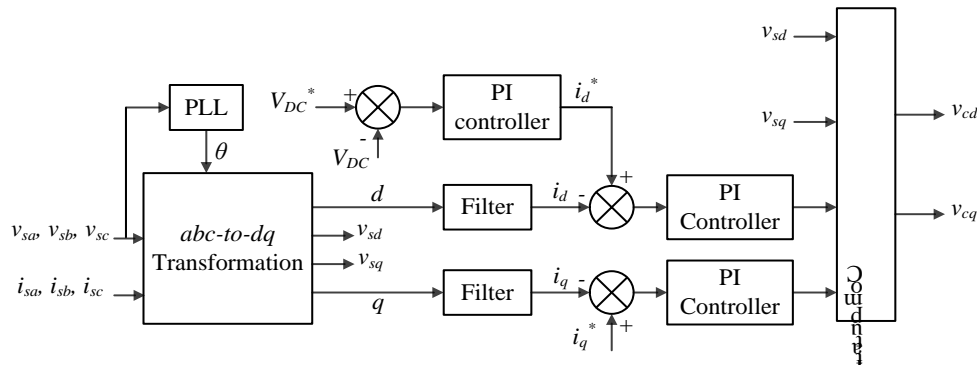 v_sd
V_DC^*
+
PI
controller
i_d^*
PLL
-
v_sq
v_cd
V_DC
θ
+
d
Filter
i_d
-
PI
Controller
v_sa, v_sb, v_sc
abc-to-dq
Transformation
v_sd
v_sq
v_cq
i_sa, i_sb, i_sc
q
Filter
i_q
-
PI
Controller
i_q^*
+